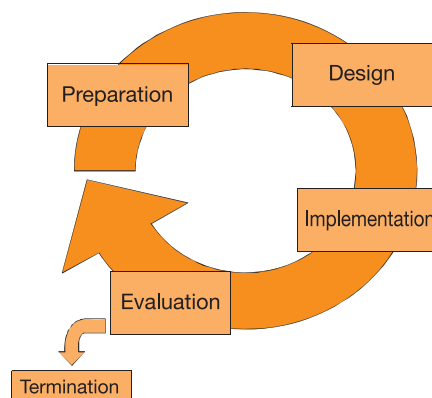 Preparation
Design
Implementation
Evaluation
Termination